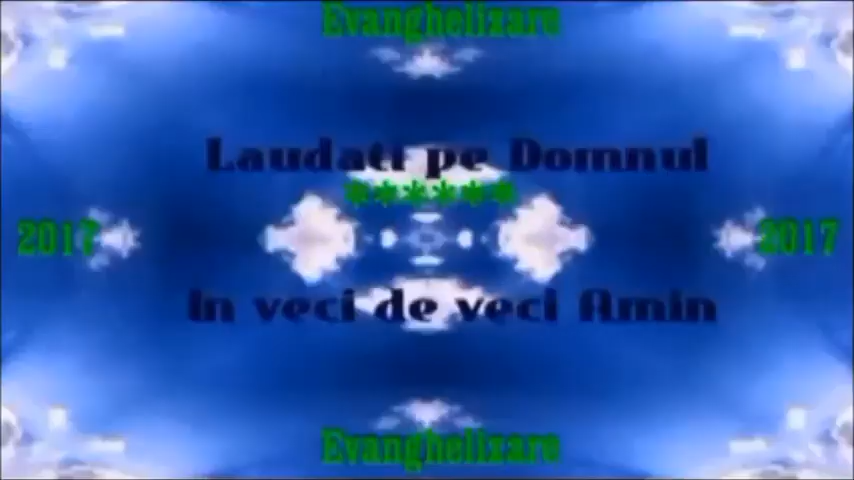 Evanghelizare
Laudati pe Domnul
******
2017 2017
In veci de veci Amin
Evanghelizare